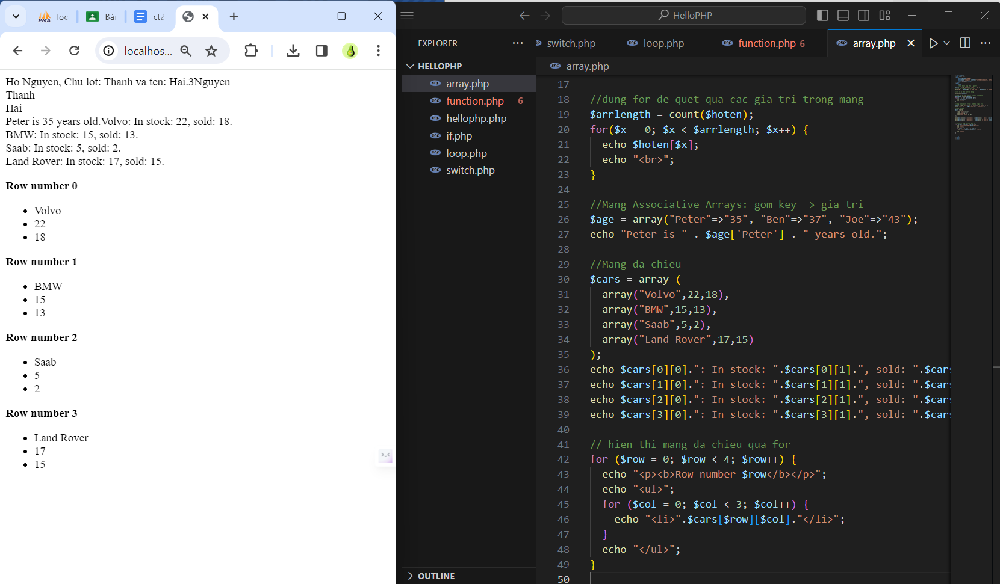 loc
Bài
ct2
localhos...
Ho Nguyen, Chu lot: Thanh va ten: Hai.3Nguyen
Thanh
Hai
Peter is 35 years old.Volvo: In stock: 22, sold: 18.
BMW: In stock: 15, sold: 13.
Saab: In stock: 5, sold: 2.
Land Rover: In stock: 17, sold: 15.
Row number 0
Volvo
22
18
Row number 1
BMW
15
13
Row number 2
Saab
5
2
Row number 3
Land Rover
17
15
HelloPHP
EXPLORER
HELLOPHP
array.php
function.php 6
hellophp.php
if.php
loop.php
switch.php
OUTLINE
switch.php
loop.php
function.php 6
array.php
array.php
17
18 //dung for de quet qua cac gia tri trong mang
19 $arrlength = count($hoten);
20 for($x = 0; $x < $arrlength; $x++) {
21 echo $hoten[$x];
22 echo "<br>";
23 }
24
25 //Mang Associative Arrays: gom key => gia tri
26 $age = array("Peter"=>"35", "Ben"=>"37", "Joe"=>"43");
27 echo "Peter is " . $age['Peter'] . " years old.";
28
29 //Mang da chieu
30 $cars = array (
31 array("Volvo",22,18),
32 array("BMW",15,13),
33 array("Saab",5,2),
34 array("Land Rover",17,15)
35 );
36 echo $cars[0][0].": In stock: ".$cars[0][1].", sold: ".$cars
37 echo $cars[1][0].": In stock: ".$cars[1][1].", sold: ".$cars
38 echo $cars[2][0].": In stock: ".$cars[2][1].", sold: ".$cars
39 echo $cars[3][0].": In stock: ".$cars[3][1].", sold: ".$cars
40
41 // hien thi mang da chieu qua for
42 for ($row = 0; $row < 4; $row++) {
43 echo "<p><b>Row number $row</b></p>";
44 echo "<ul>";
45 for ($col = 0; $col < 3; $col++) {
46 echo "<li>".$cars[$row][$col]."</li>";
47 }
48 echo "</ul>";
49 }
50